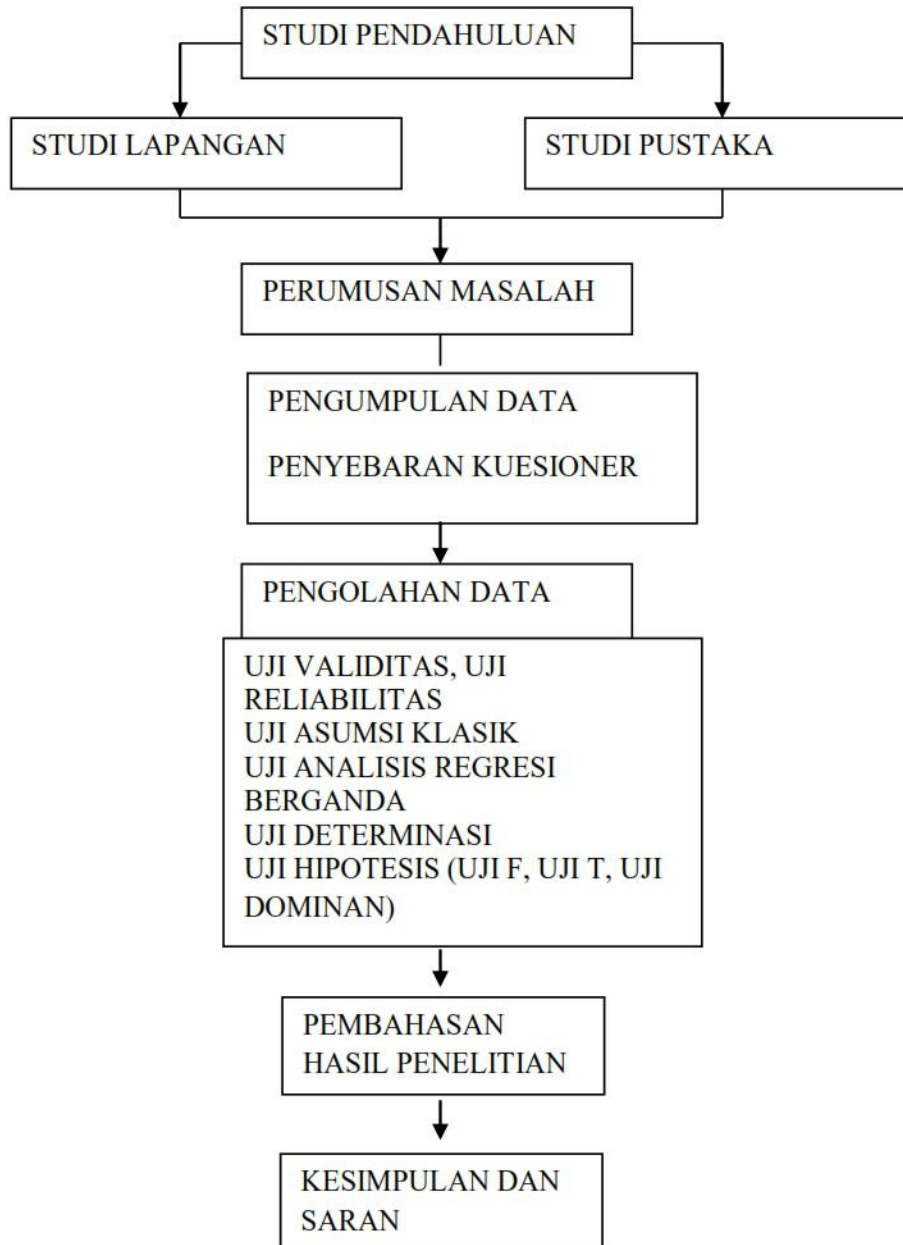 STUDI PENDAHULUAN
STUDI LAPANGAN
STUDI PUSTAKA
PERUMUSAN MASALAH
PENGUMPULAN DATA
PENYEBARAN KUESIONER
PENGOLAHAN DATA
UJI VALIDITAS, UJI
RELIABILITAS
UJI ASUMSI KLASIK
UJI ANALISIS REGRESI
BERGANDA
UJI DETERMINASI
UJI HIPOTESIS (UJI F, UJI T, UJI
DOMINAN)
PEMBAHASAN
HASIL PENELITIAN
KESIMPULAN DAN
SARAN